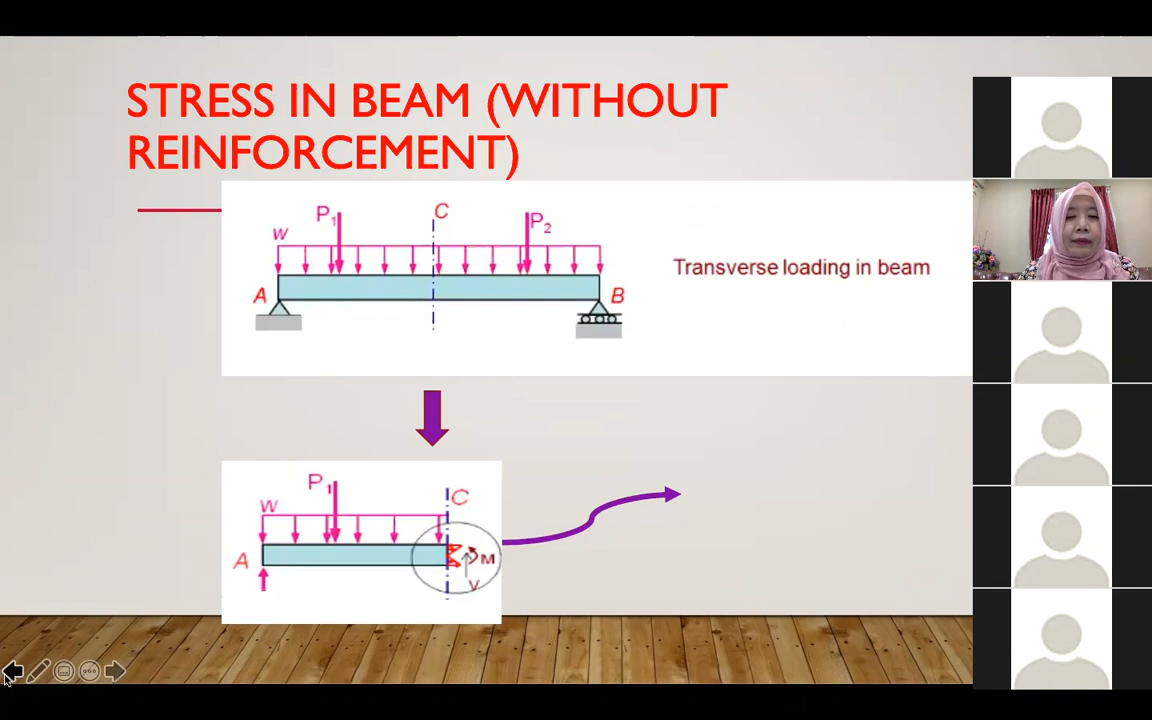 STRESS IN BEAM (WITHOUT
REINFORCEMENT)
P1
C
P2
w
A
B
Transverse loading in beam
P1
C
W
A
M
V